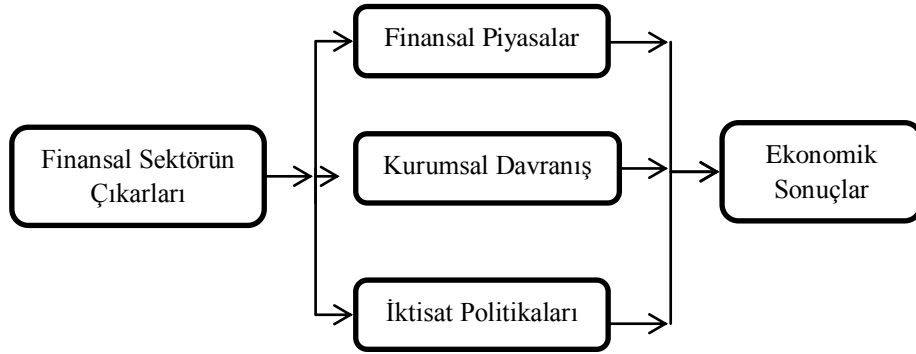 Finansal Piyasalar
Finansal Sektörün
Çıkarları
Kurumsal Davranış
Ekonomik
Sonuçlar
İktisat Politikaları